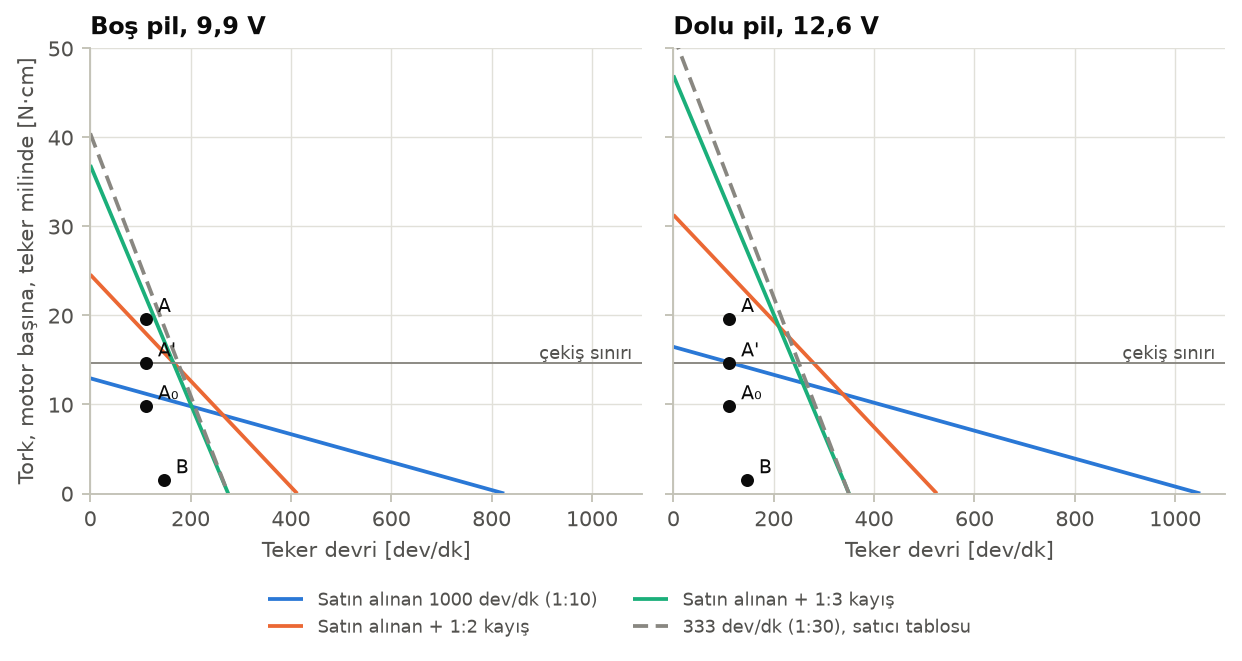 Boş pil, 9,9 V
Dolu pil, 12,6 V
Tork, motor başına, teker milinde [N·cm]
50
40
30
20
10
0
A
A'
A₀
B
çekiş sınırı
A
A'
A₀
B
çekiş sınırı
0 200 400 600 800 1000
0 200 400 600 800 1000
Teker devri [dev/dk]
Teker devri [dev/dk]
Satın alınan 1000 dev/dk (1:10)
Satın alınan + 1:2 kayış
Satın alınan + 1:3 kayış
333 dev/dk (1:30), satıcı tablosu